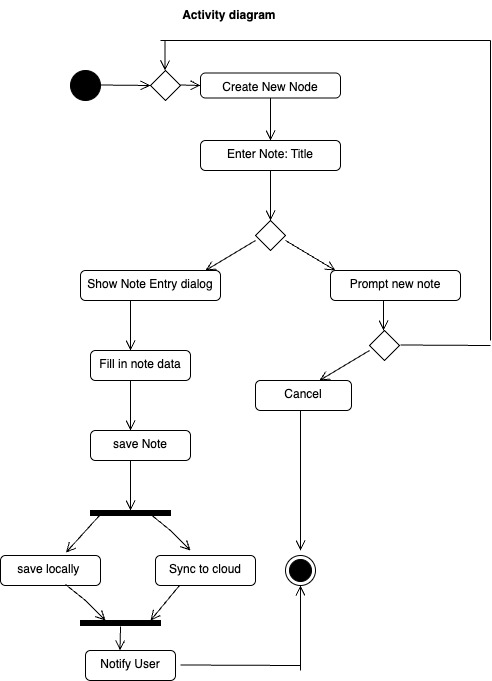 Activity diagram
Create New Node
Enter Note: Title
Show Note Entry dialog
Prompt new note
Fill in note data
Cancel
save Note
save locally
Sync to cloud
Notify User